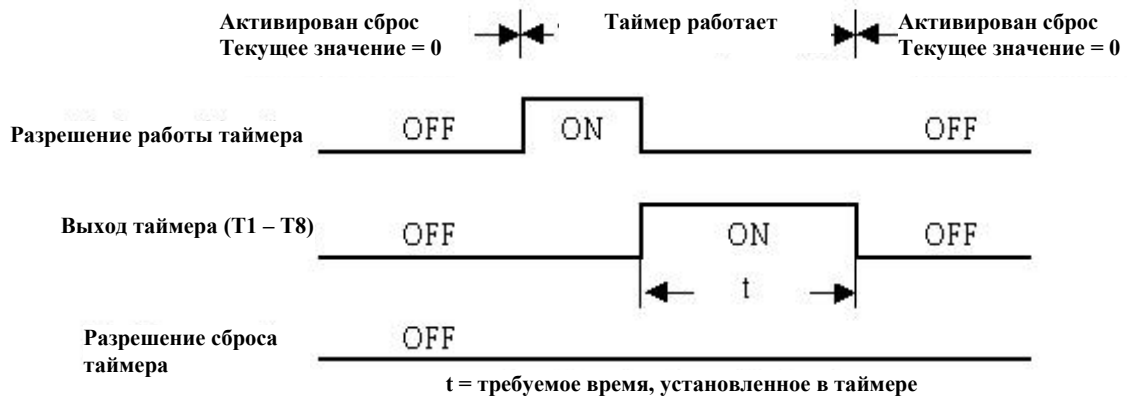 Активирован сброс
Текущее значение = 0
Таймер работает
Активирован сброс
Текущее значение = 0
Разрешение работы таймера
OFF
ON
OFF
Выход таймера (T1 – T8)
OFF
ON
OFF
t
Разрешение сброса
таймера
OFF
t = требуемое время, установленное в таймере